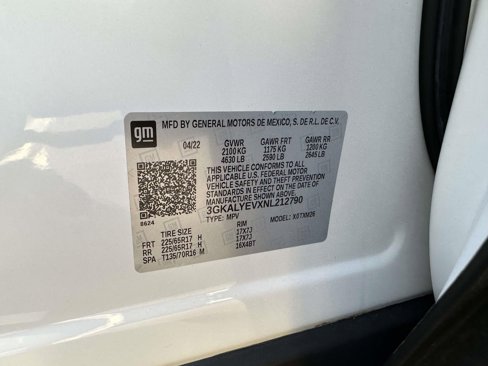 gm
MFD BY GENERAL MOTORS DE MEXICO, S. DE R.L. DE C.V.
04/22 GVWR GAWR FRT GAWR RR
2100 KG 1175 KG 1200 KG
4630 LB 2590 LB 2645 LB
THIS VEHICLE CONFORMS TO ALL
APPLICABLE U.S. FEDERAL MOTOR
VEHICLE SAFETY AND THEFT PREVENTION
STANDARDS IN EFFECT ON THE DATE OF
MANUFACTURE SHOWN ABOVE.
3GKALYEVXNL212790
TYPE: MPV MODEL: X0TXM26
8624
TIRE SIZE RIM
FRT 225/65R17 H 17X7J
RR 225/65R17 H 17X7J
SPA T135/70R16 M 16X4BT